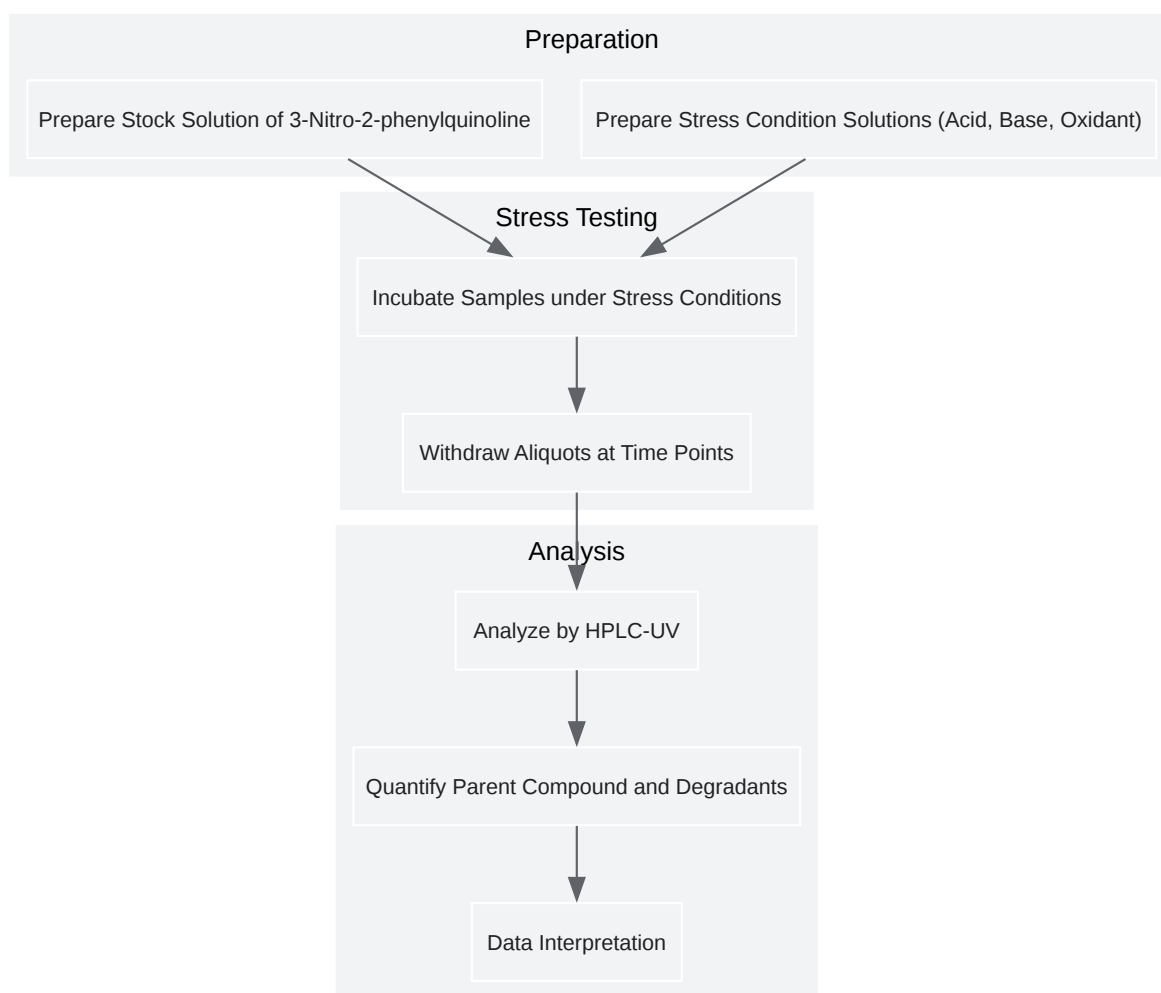 Preparation
Prepare Stock Solution of 3-Nitro-2-phenylquinoline
Prepare Stress Condition Solutions (Acid, Base, Oxidant)
Stress Testing
Incubate Samples under Stress Conditions
Withdraw Aliquots at Time Points
Analysis
Analyze by HPLC-UV
Quantify Parent Compound and Degradants
Data Interpretation